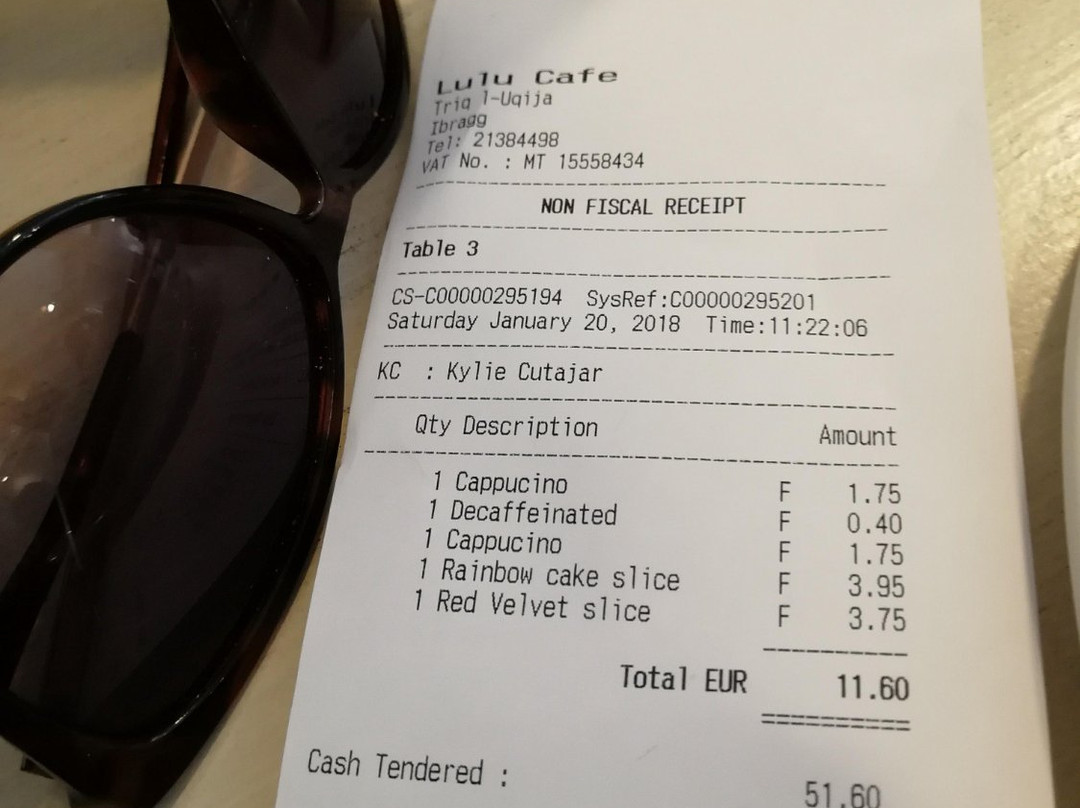 Lulu Cafe
Triq l-Uqija
Ibragg
Tel: 21384498
VAT No. : MT 15558434
NON FISCAL RECEIPT
Table 3
CS-C00000295194 SysRef:C00000295201
Saturday January 20, 2018 Time:11:22:06
KC : Kylie Cutajar
Qty Description Amount
1 Cappucino F 1.75
1 Decaffeinated F 0.40
1 Cappucino F 1.75
1 Rainbow cake slice F 3.95
1 Red Velvet slice F 3.75
Total EUR 11.60
Cash Tendered : 51.60